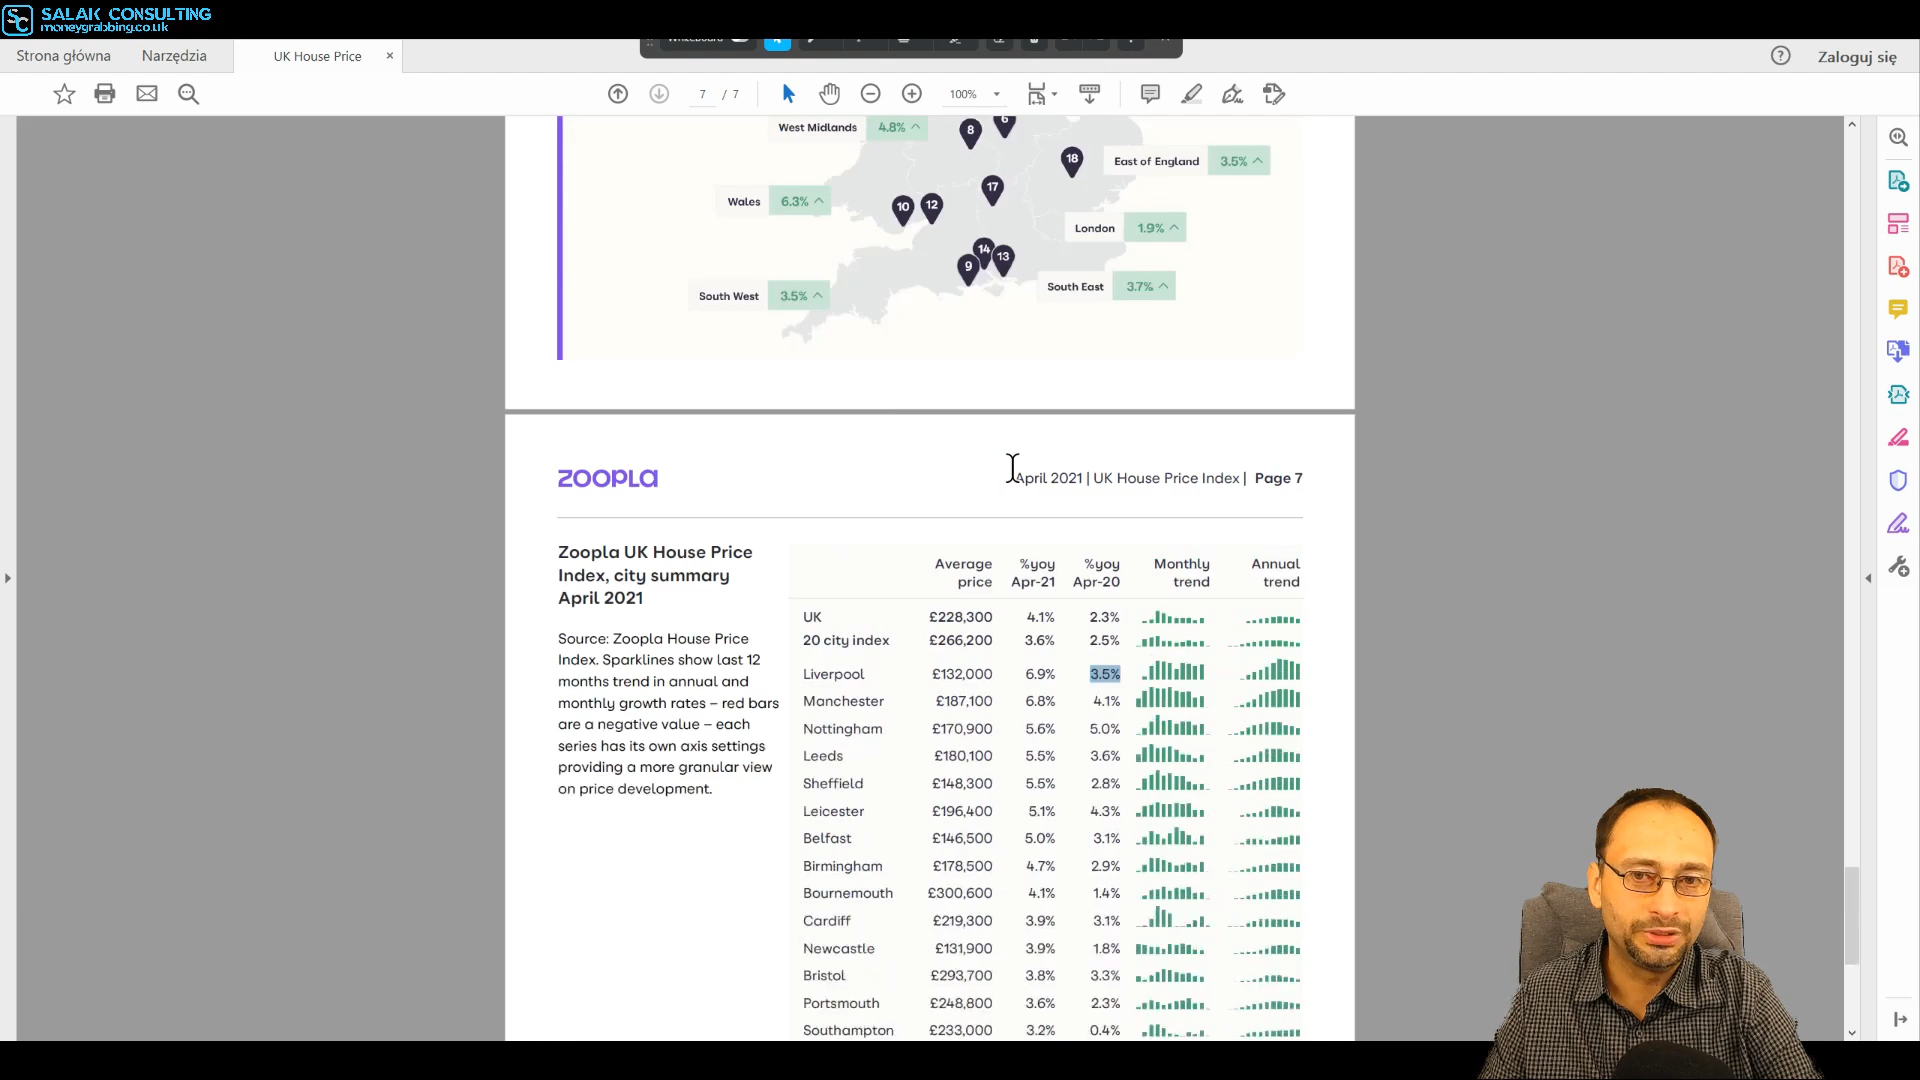 SALAK CONSULTING
moneygrabbing.co.uk
Strona główna
Narzędzia
UK House Price
×
Zaloguj się
7 / 7
100%
West Midlands 4.8%
8
6
18
East of England 3.5%
17
Wales 6.3%
10
12
London 1.9%
14
13
9
South East 3.7%
South West 3.5%
zoopla
April 2021 | UK House Price Index | Page 7
Zoopla UK House Price
Index, city summary
April 2021
Source: Zoopla House Price
Index. Sparklines show last 12
months trend in annual and
monthly growth rates – red bars
are a negative value – each
series has its own axis settings
providing a more granular view
on price development.
Average price %yoy Apr-21 %yoy Apr-20 Monthly trend Annual trend
UK £228,300 4.1% 2.3%
20 city index £266,200 3.6% 2.5%
Liverpool £132,000 6.9% 3.5%
Manchester £187,100 6.8% 4.1%
Nottingham £170,900 5.6% 5.0%
Leeds £180,100 5.5% 3.6%
Sheffield £148,300 5.5% 2.8%
Leicester £196,400 5.1% 4.3%
Belfast £146,500 5.0% 3.1%
Birmingham £178,500 4.7% 2.9%
Bournemouth £300,600 4.1% 1.4%
Cardiff £219,300 3.9% 3.1%
Newcastle £131,900 3.9% 1.8%
Bristol £293,700 3.8% 3.3%
Portsmouth £248,800 3.6% 2.3%
Southampton £233,000 3.2% 0.4%